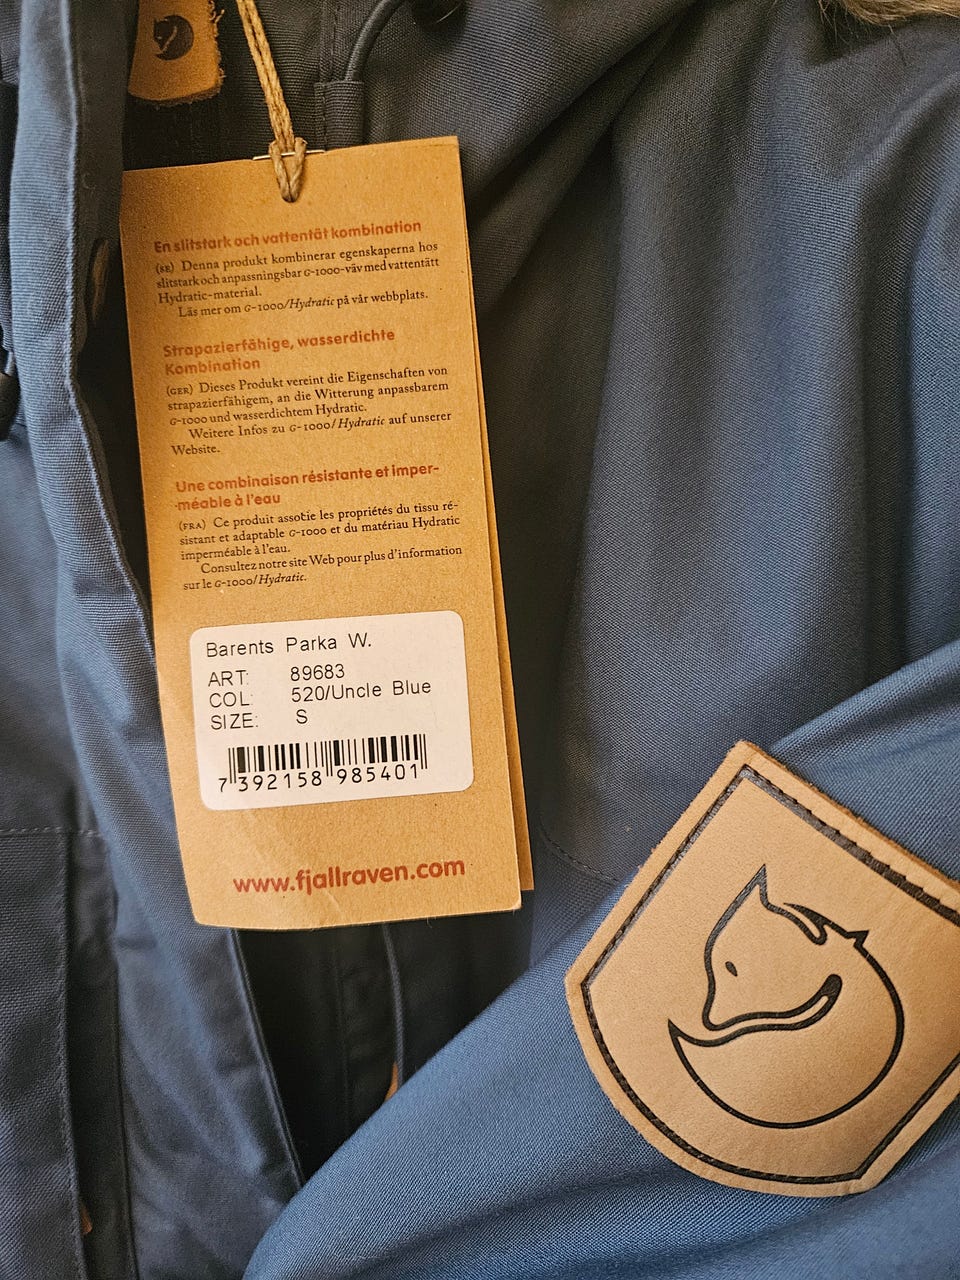 En slitstark och vattentät kombination
(SE) Denna produkt kombinerar egenskaperna hos
slitstark och anpassningsbar G-1000-väv med vattentätt
Hydratic-material.
Läs mer om G-1000/Hydratic på vår webbplats.
Strapazierfähige, wasserdichte
Kombination
(GER) Dieses Produkt vereint die Eigenschaften von
strapazierfähigem, an die Witterung anpassbarem
G-1000 und wasserdichtem Hydratic.
Weitere Infos zu G-1000/Hydratic auf unserer
Website.
Une combinaison résistante et imper-
méable à l'eau
(FRA) Ce produit associe les propriétés du tissu ré-
sistant et adaptable G-1000 et du matériau Hydratic
imperméable à l'eau.
Consultez notre site Web pour plus d'information
sur le G-1000/Hydratic.
Barents Parka W.
ART: 89683
COL: 520/Uncle Blue
SIZE: S
7 392158 985401
www.fjallraven.com